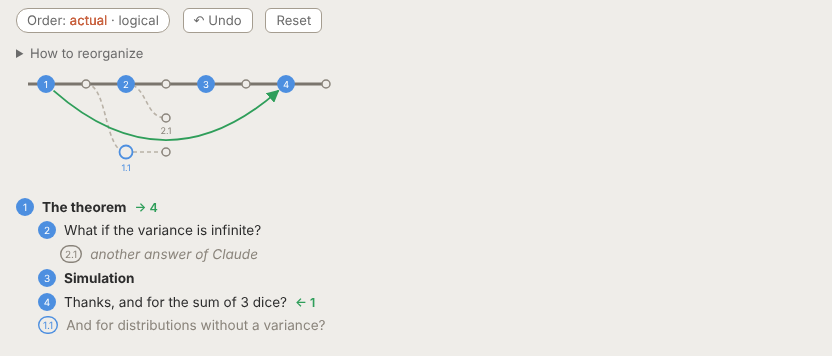 Order: actual · logical ↶ Undo Reset
▶ How to reorganize
1 2 3 4
2.1
1.1
1 The theorem → 4
2 What if the variance is infinite?
2.1 another answer of Claude
3 Simulation
4 Thanks, and for the sum of 3 dice? ← 1
1.1 And for distributions without a variance?